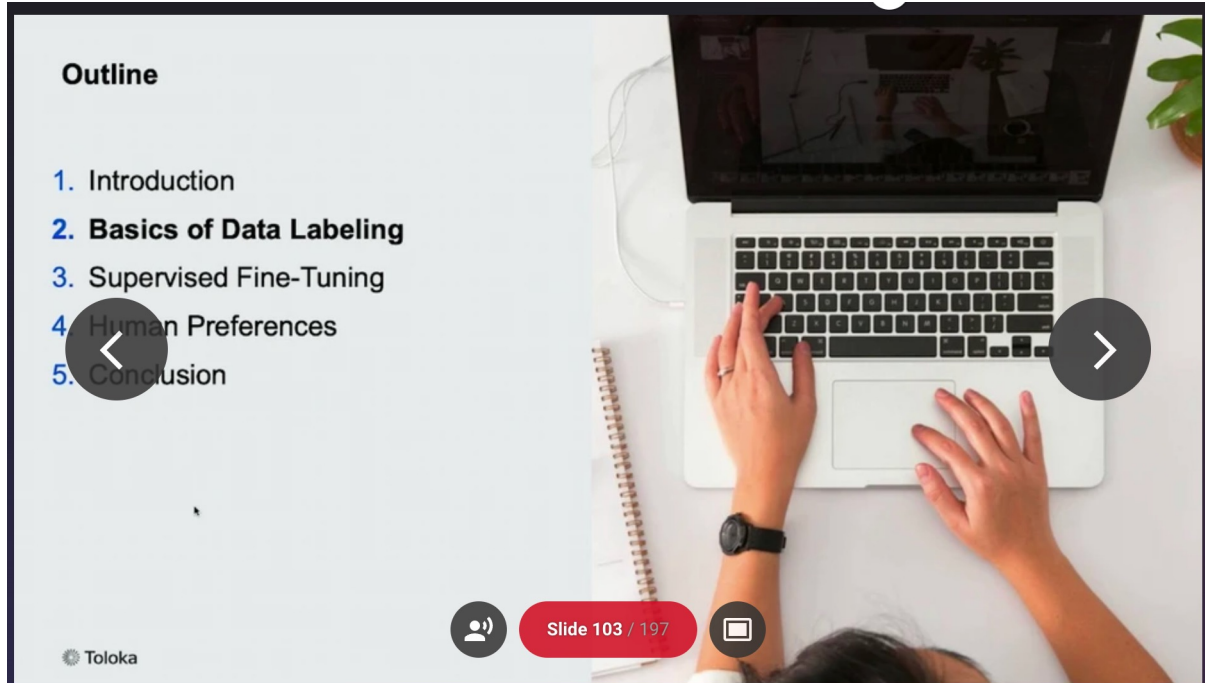 Outline
1. Introduction
2. Basics of Data Labeling
3. Supervised Fine-Tuning
4. Human Preferences
5. Conclusion
Slide 103 / 197
Toloka